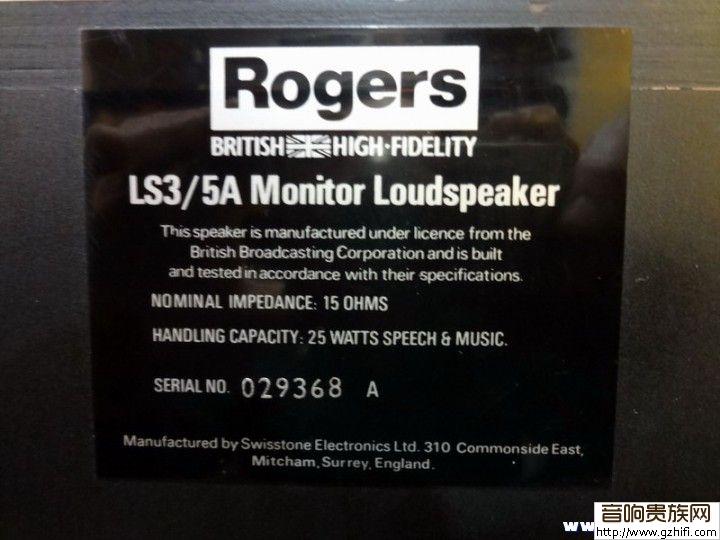 Rogers
BRITISH HIGH·FIDELITY
LS3/5A Monitor Loudspeaker
This speaker is manufactured under licence from the
British Broadcasting Corporation and is built
and tested in accordance with their specifications.
NOMINAL IMPEDANCE: 15 OHMS
HANDLING CAPACITY: 25 WATTS SPEECH & MUSIC.
SERIAL NO. 029368 A
Manufactured by Swisstone Electronics Ltd. 310 Commonside East,
Mitcham, Surrey, England.
音响贵族网
http://www.gzhifi.com